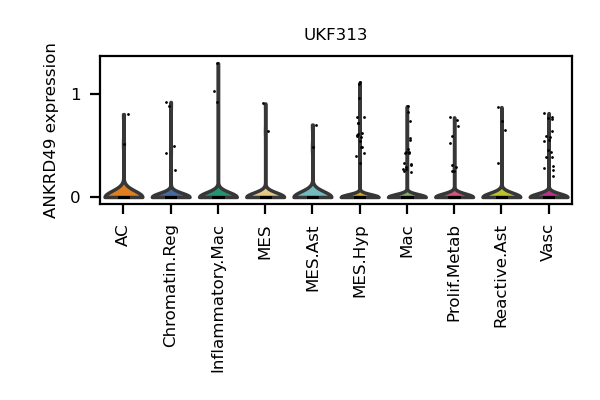 UKF313
ANKRD49 expression
1
0
AC
Chromatin.Reg
Inflammatory.Mac
MES
MES.Ast
MES.Hyp
Mac
Prolif.Metab
Reactive.Ast
Vasc